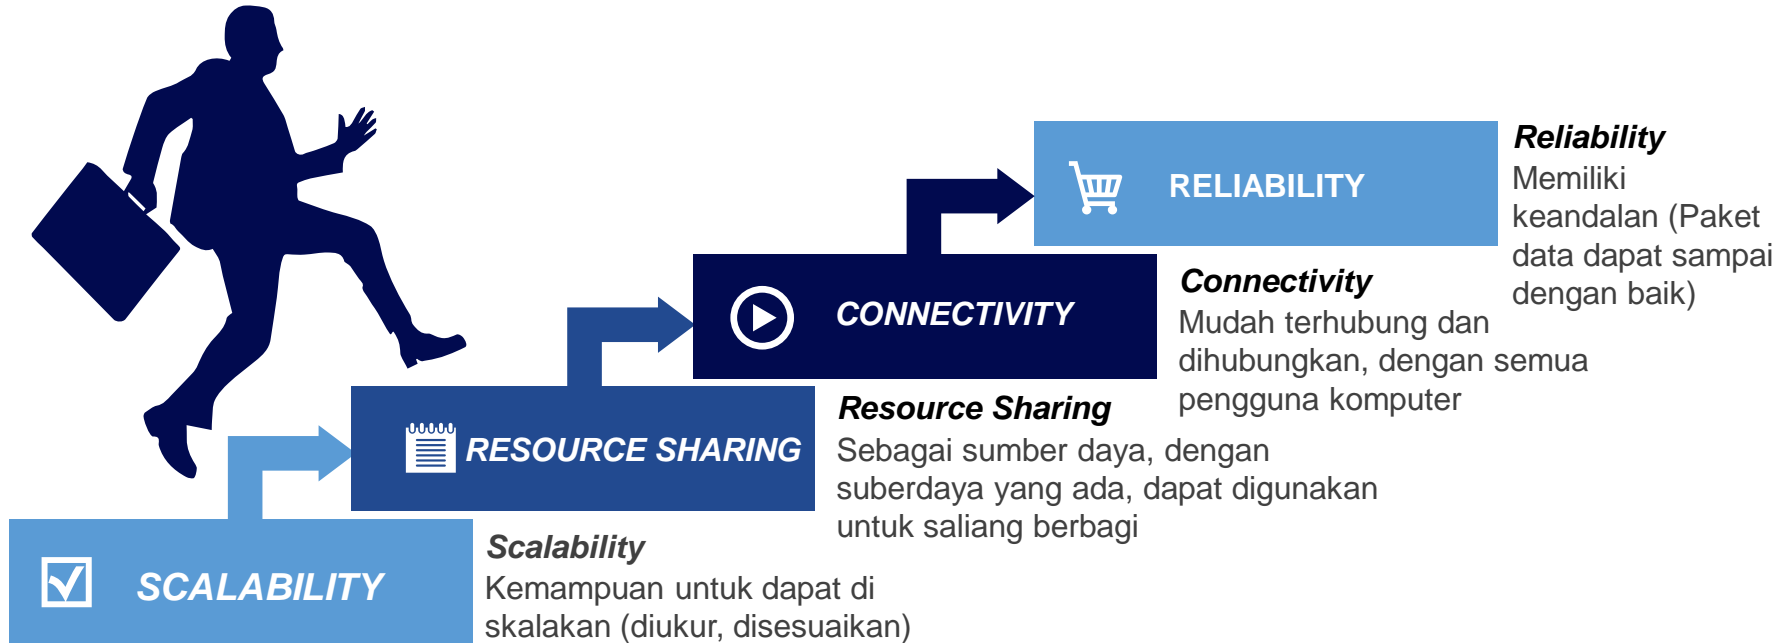 RELIABILITY
Reliability
Memiliki
keandalan (Paket
data dapat sampai
dengan baik)
CONNECTIVITY
Connectivity
Mudah terhubung dan
dihubungkan, dengan semua
pengguna komputer
RESOURCE SHARING
Resource Sharing
Sebagai sumber daya, dengan
suberdaya yang ada, dapat digunakan
untuk saliang berbagi
SCALABILITY
Scalability
Kemampuan untuk dapat di
skalakan (diukur, disesuaikan)